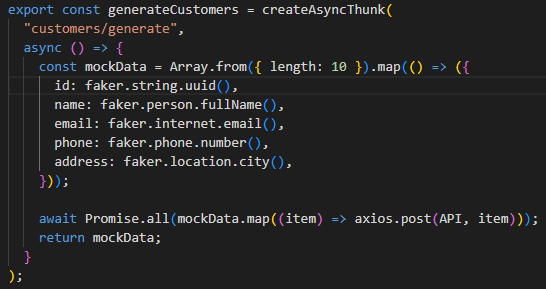 export const generateCustomers = createAsyncThunk(
  "customers/generate",
  async () => {
    const mockData = Array.from({ length: 10 }).map(() => ({
      id: faker.string.uuid(),
      name: faker.person.fullName(),
      email: faker.internet.email(),
      phone: faker.phone.number(),
      address: faker.location.city(),
    }));

    await Promise.all(mockData.map((item) => axios.post(API, item)));
    return mockData;
  }
);